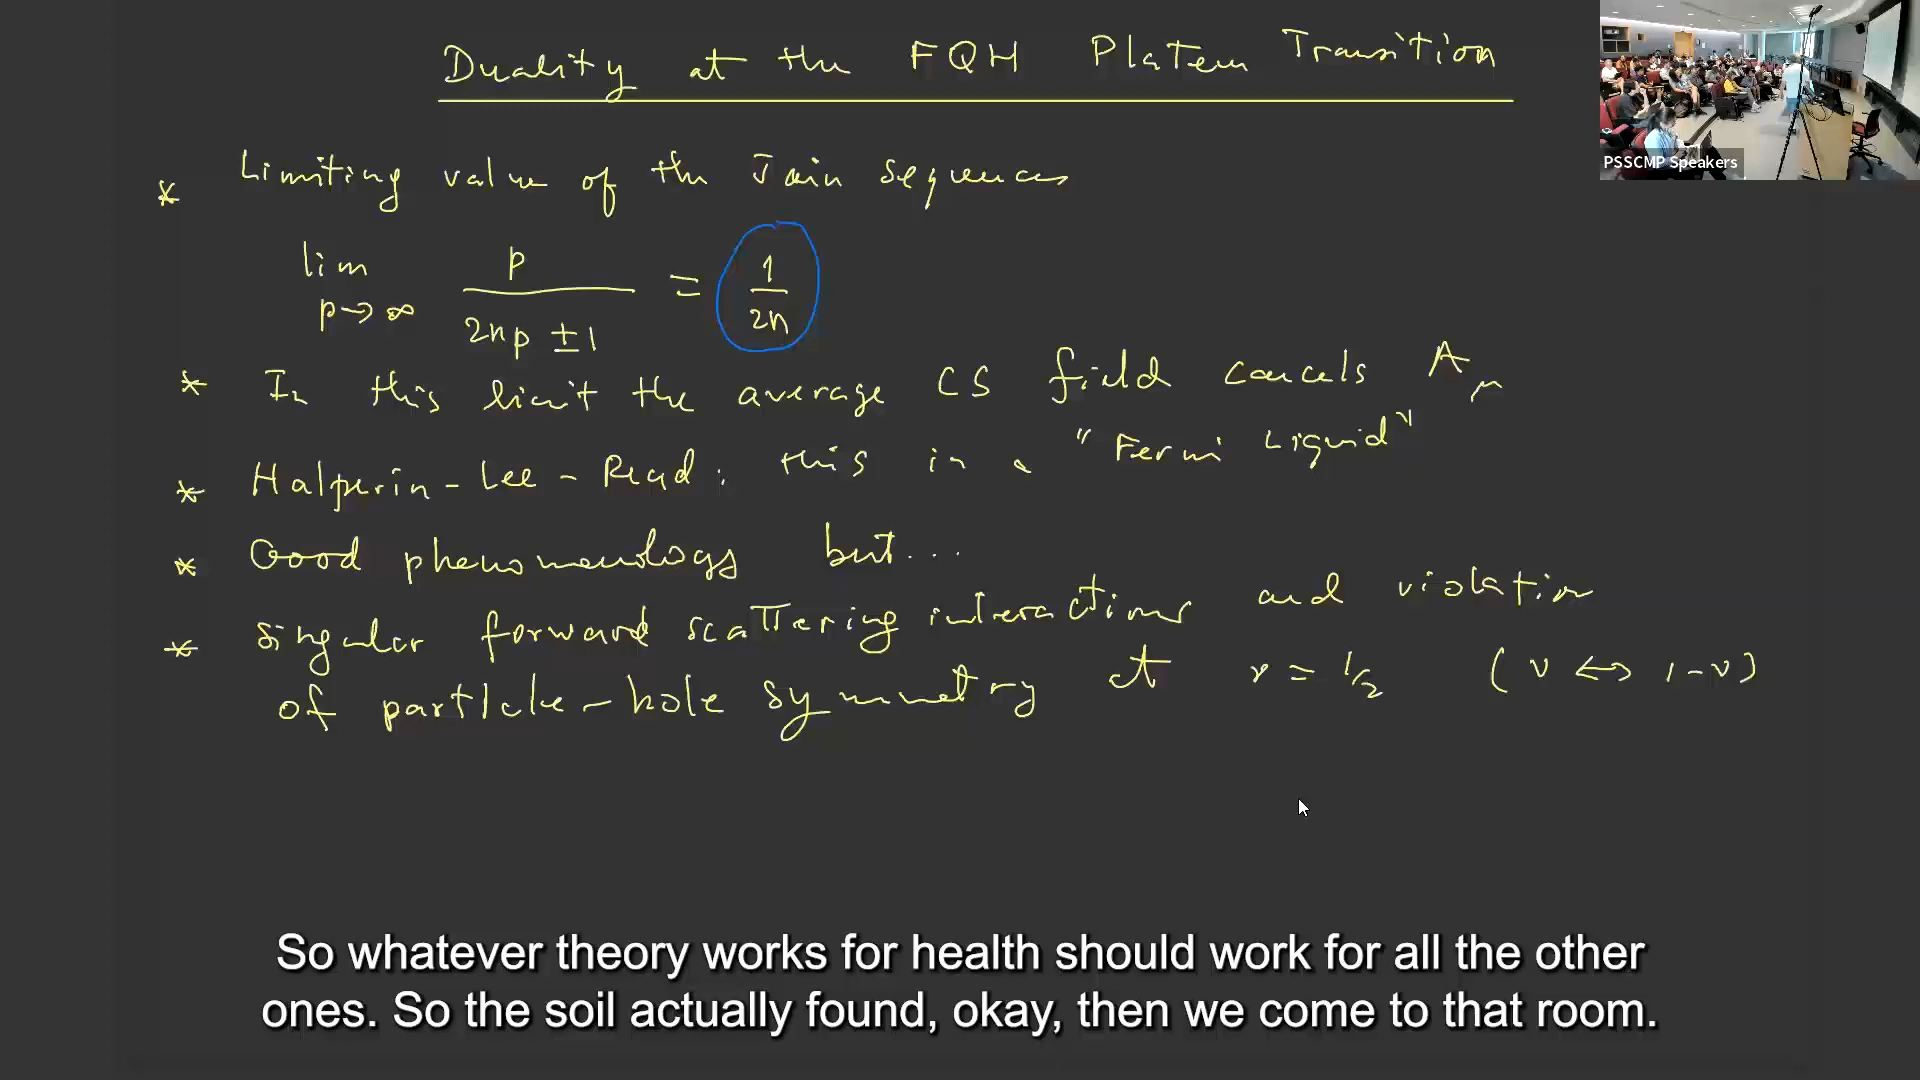 Duality at the FQH Plateau Transition
PSSCMP Speakers
* Limiting value of the Jain sequences
lim p→∞ p / (2np ± 1) = 1/2n
* In this limit the average CS field cancels Aμ
* Halperin-Lee-Read: this is a "Fermi Liquid"
* Good phenomenology but...
* Singular forward scattering interactions and violation
of particle-hole symmetry at ν = 1/2 (ν ↔ 1-ν)
So whatever theory works for health should work for all the other
ones. So the soil actually found, okay, then we come to that room.